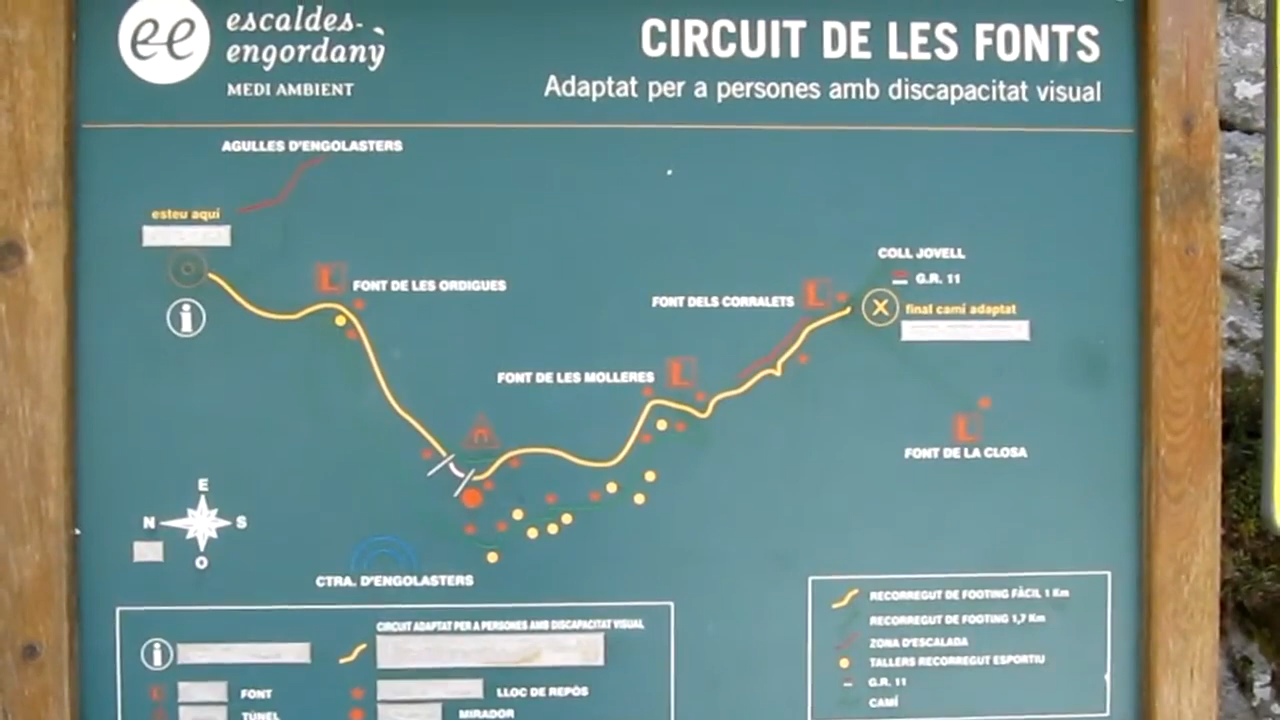 ee
escaldes-
engordany
MEDI AMBIENT
CIRCUIT DE LES FONTS
Adaptat per a persones amb discapacitat visual
AGULLES D'ENGOLASTERS
esteu aquí
i
L
FONT DE LES ORDIGUES
COLL JOVELL
G.R. 11
FONT DELS CORRALETS
L
X
final camí adaptat
FONT DE LES MOLLERES
L
L
FONT DE LA CLOSA
E
N
S
O
CTRA. D'ENGOLASTERS
CIRCUIT ADAPTAT PER A PERSONES AMB DISCAPACITAT VISUAL
i
L
FONT
LLOC DE REPÒS
TÚNEL
MIRADOR
RECORREGUT DE FOOTING FÀCIL 1 Km
RECORREGUT DE FOOTING 1,7 Km
ZONA D'ESCALADA
TALLERS RECORREGUT ESPORTIU
G.R. 11
CAMÍ